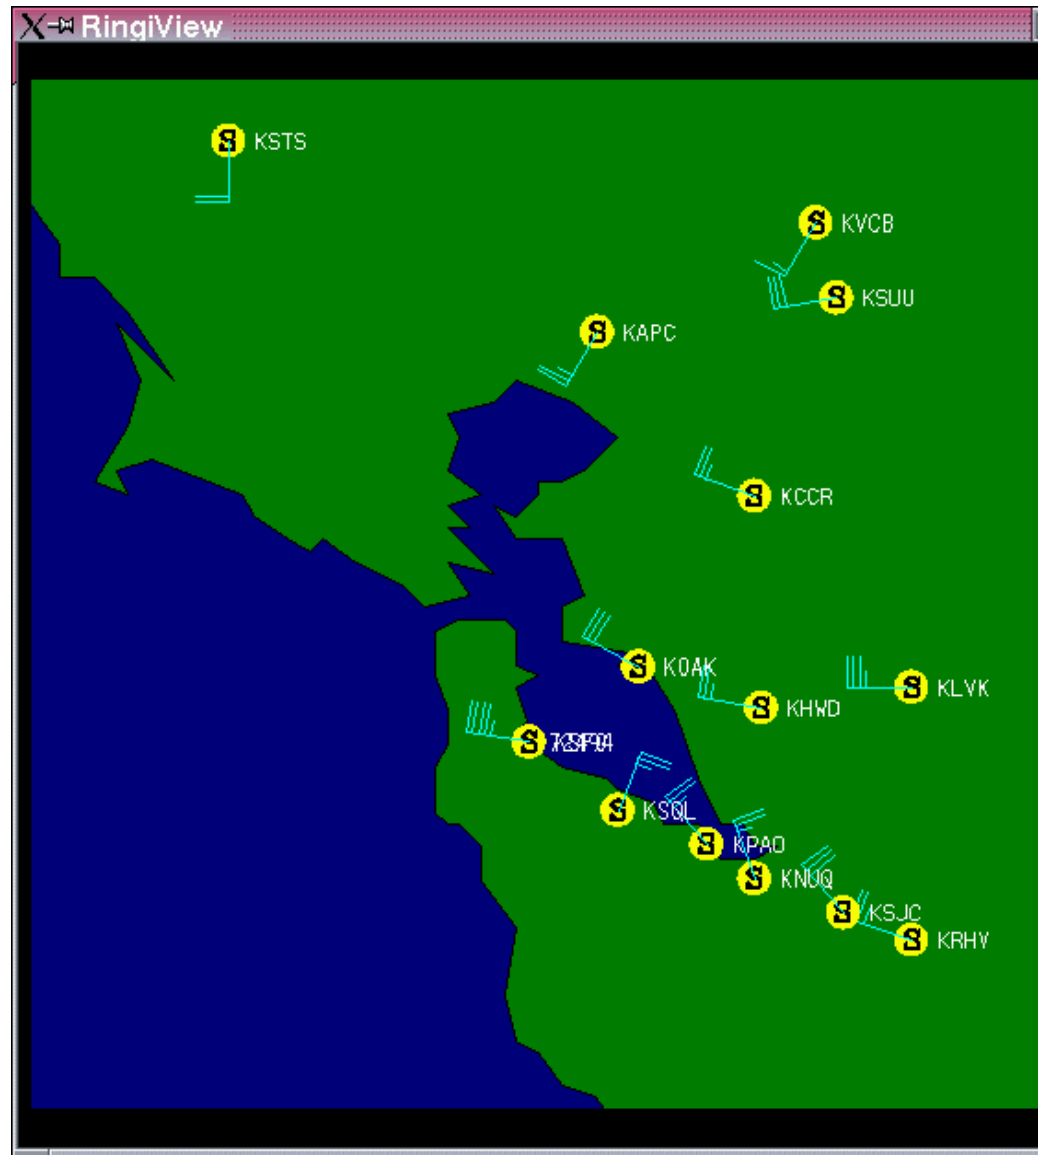 RingiView
S KSTS
S KVCB
S KSUU
S KAPC
S KCCR
S KOAK
S KLVK
S KHWD
S
S KSQL
S KPAO
S KNUQ
S KSJC
S KRHV